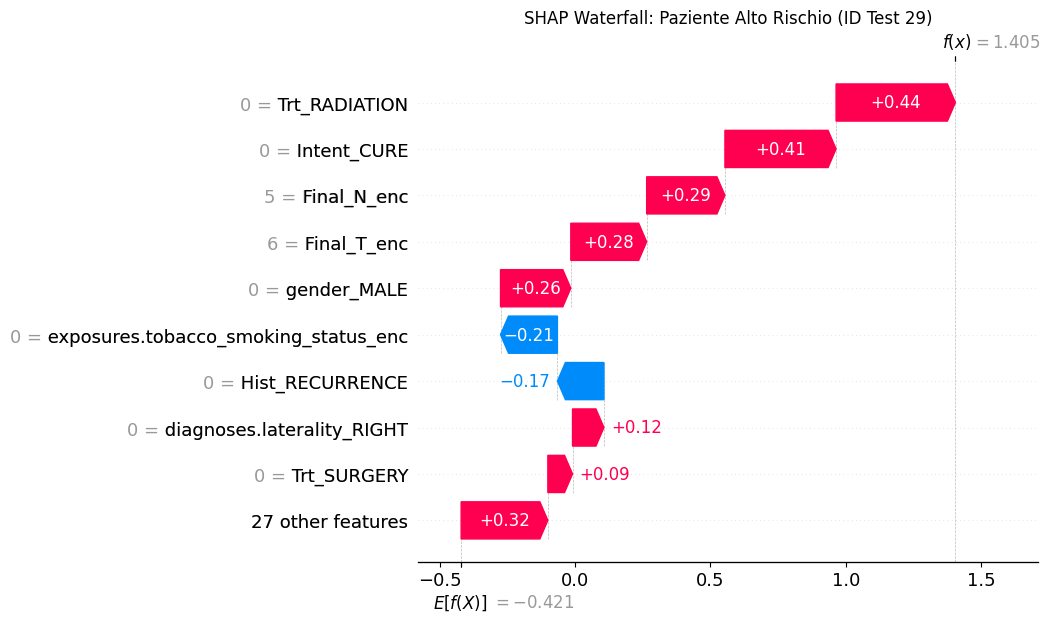 SHAP Waterfall: Paziente Alto Rischio (ID Test 29)
f(x) = 1.405
0 = Trt_RADIATION +0.44
0 = Intent_CURE +0.41
5 = Final_N_enc +0.29
6 = Final_T_enc +0.28
0 = gender_MALE +0.26
0 = exposures.tobacco_smoking_status_enc −0.21
0 = Hist_RECURRENCE −0.17
0 = diagnoses.laterality_RIGHT +0.12
0 = Trt_SURGERY +0.09
27 other features +0.32
−0.5 0.0 0.5 1.0 1.5
E[f(X)] = −0.421